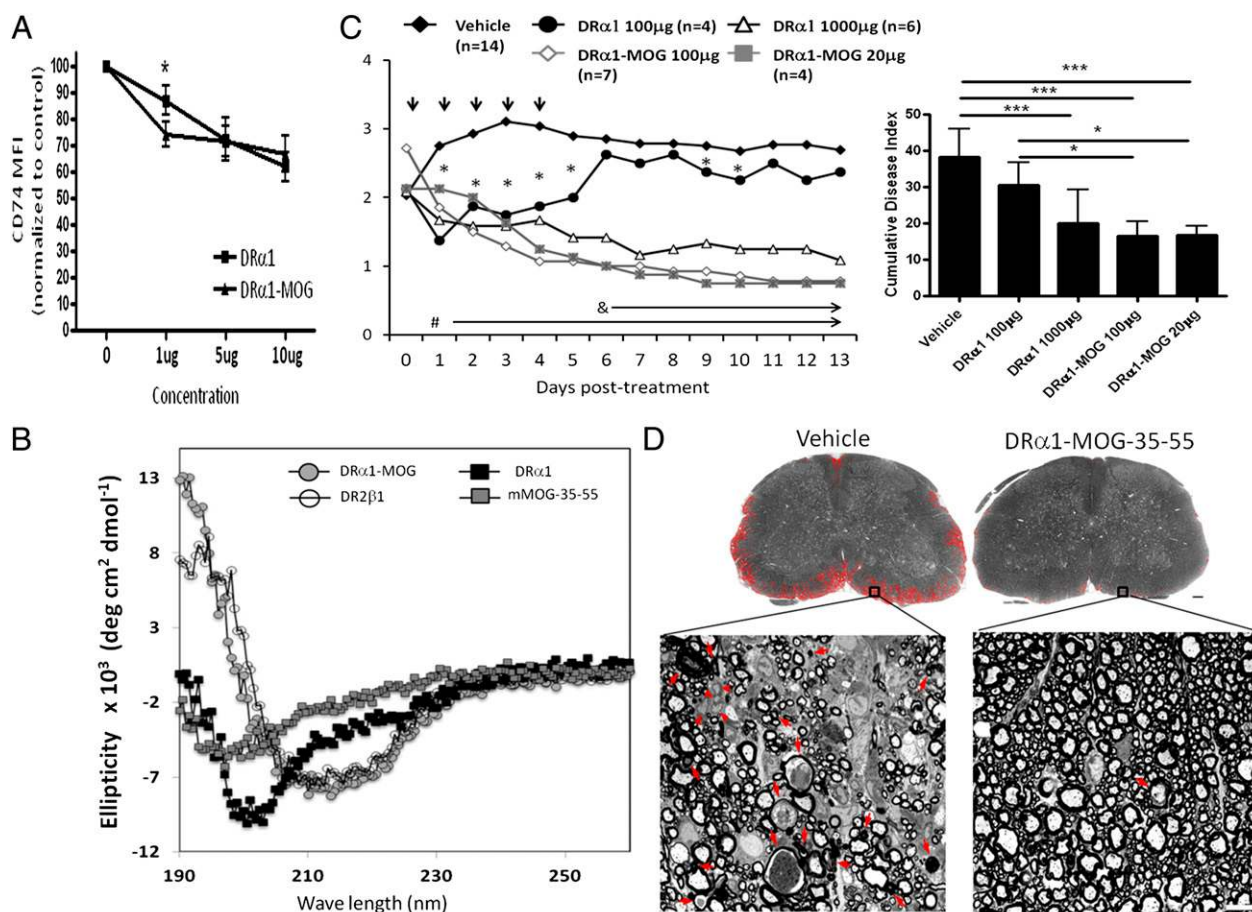 A
CD74 MFI
(normalized to control)
100
90
80
70
60
50
40
30
20
10
0
*
DRα1
DRα1-MOG
0
1ug
5ug
10ug
Concentration
C
Vehicle
(n=14)
DRα1 100µg (n=4)
DRα1 1000µg (n=6)
DRα1-MOG 100µg
(n=7)
DRα1-MOG 20µg
(n=4)
4
3
2
1
0
* * * * * * *
&
#
0 1 2 3 4 5 6 7 8 9 10 11 12 13
Days post-treatment
Cumulative Disease Index
50
40
30
20
10
0
***
***
***
*
*
Vehicle
DRα1 100µg
DRα1 1000µg
DRα1-MOG 100µg
DRα1-MOG 20µg
B
Ellipticity x 10³ (deg cm² dmol⁻¹)
13
8
3
-2
-7
-12
DRα1-MOG
DRα1
DR2β1
mMOG-35-55
190 210 230 250
Wave length (nm)
D
Vehicle
DRα1-MOG-35-55